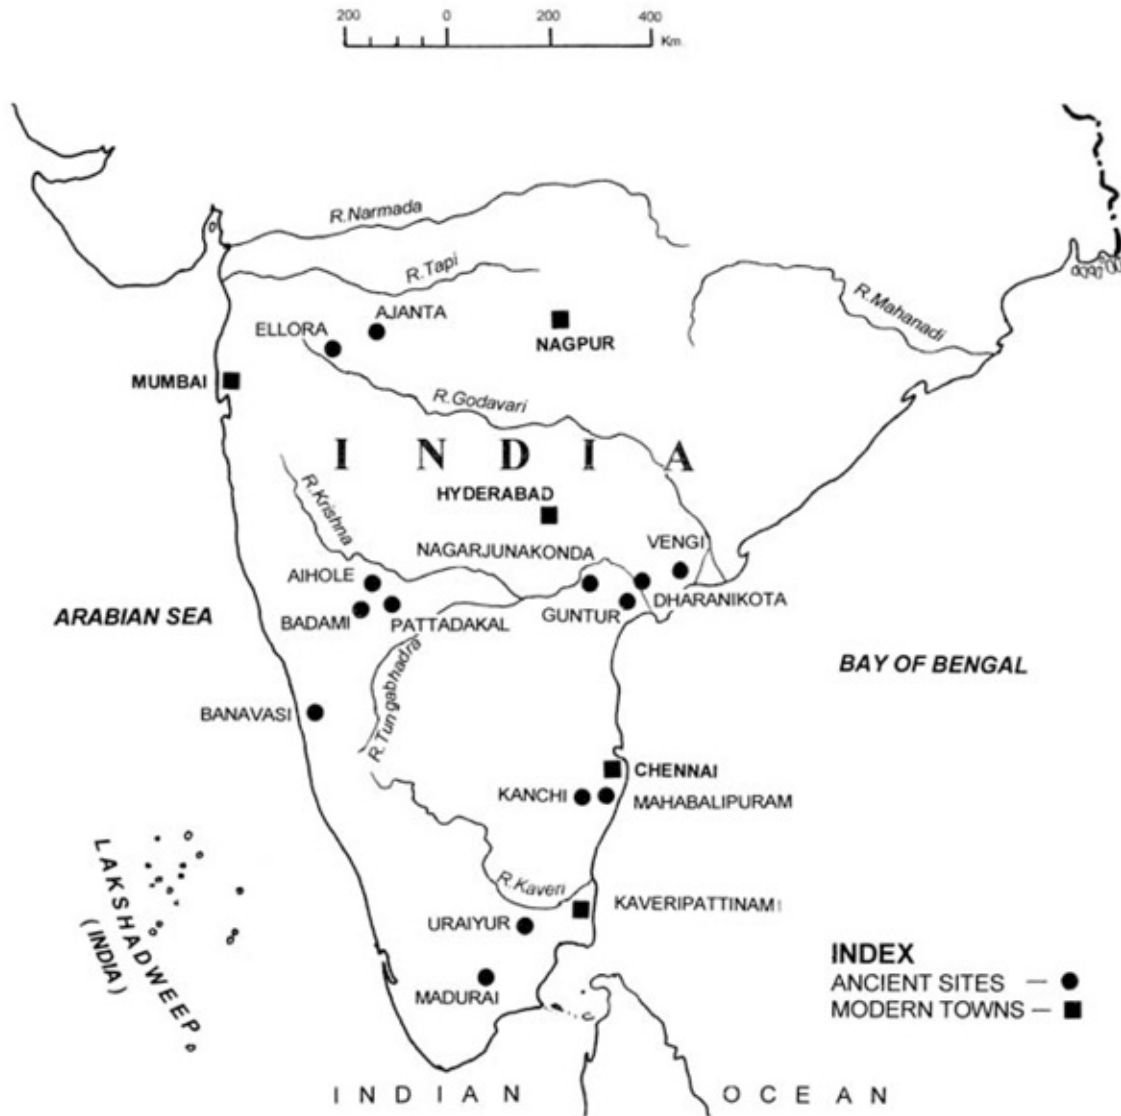 200 0 200 400
Km.
R.Narmada
R.Tapi
R.Mahanadi
AJANTA
ELLORA
NAGPUR
MUMBAI
R.Godavari
I N D I A
HYDERABAD
R.Krishna
NAGARJUNAKONDA
VENGI
AIHOLE
DHARANIKOTA
ARABIAN SEA
BADAMI
PATTADAKAL
GUNTUR
BAY OF BENGAL
R.Tungabhadra
BANAVASI
CHENNAI
KANCHI
MAHABALIPURAM
LAKSHADWEEP
(INDIA)
R.Kaveri
KAVERIPATTINAM
URAIYUR
MADURAI
INDEX
ANCIENT SITES —
MODERN TOWNS —
INDIAN OCEAN